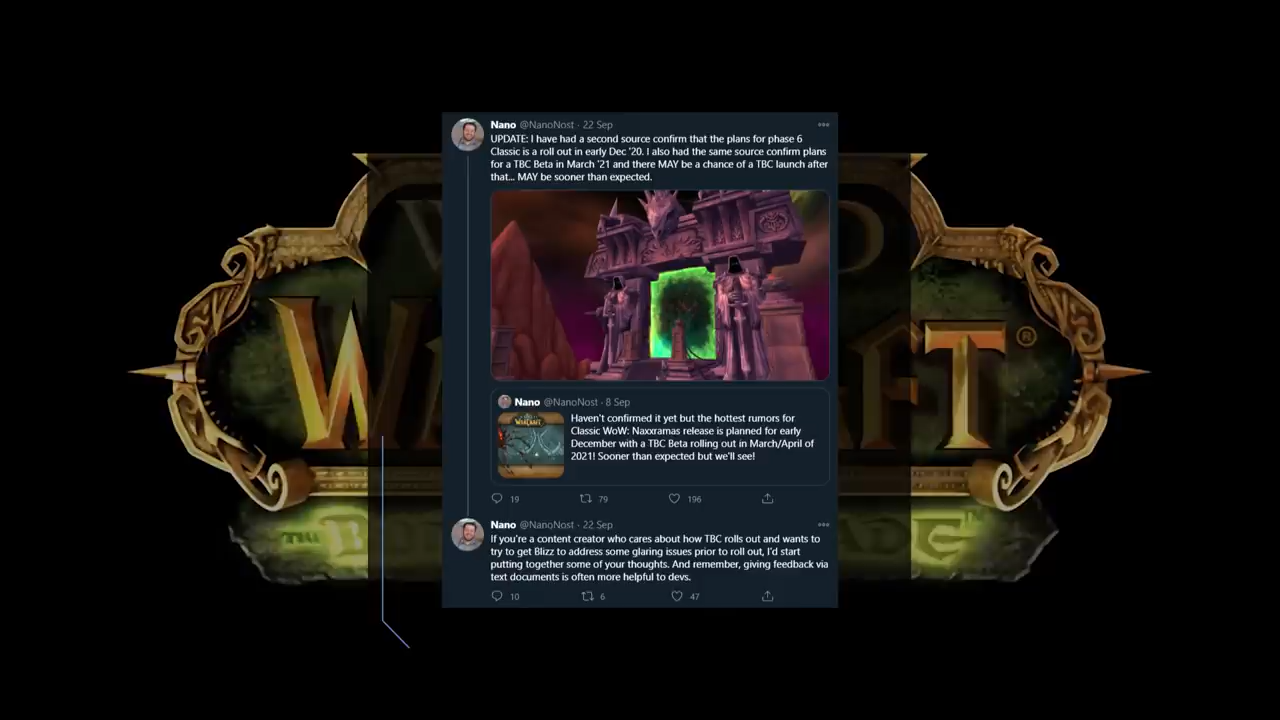 Nano @NanoNost · 22 Sep
UPDATE: I have had a second source confirm that the plans for phase 6
Classic is a roll out in early Dec '20. I also had the same source confirm plans
for a TBC Beta in March '21 and there MAY be a chance of a TBC launch after
that... MAY be sooner than expected.
Nano @NanoNost · 8 Sep
Haven't confirmed it yet but the hottest rumors for
Classic WoW: Naxxramas release is planned for early
December with a TBC Beta rolling out in March/April of
2021! Sooner than expected but we'll see!
19 79 196
Nano @NanoNost · 22 Sep
If you're a content creator who cares about how TBC rolls out and wants to
try to get Blizz to address some glaring issues prior to roll out, I'd start
putting together some of your thoughts. And remember, giving feedback via
text documents is often more helpful to devs.
10 6 47